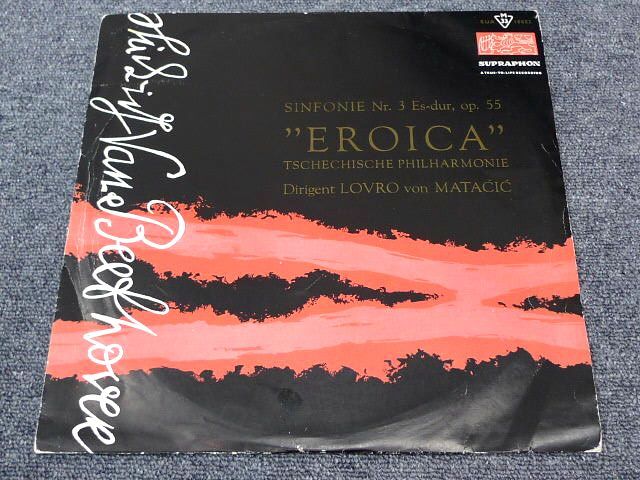 SUPRAPHON
A TRUE-TO-LIFE RECORDING
SINFONIE Nr. 3 Es-dur, op. 55
"EROICA"
TSCHECHISCHE PHILHARMONIE
Dirigent LOVRO von MATAČIĆ
Ludwig Van Beethoven